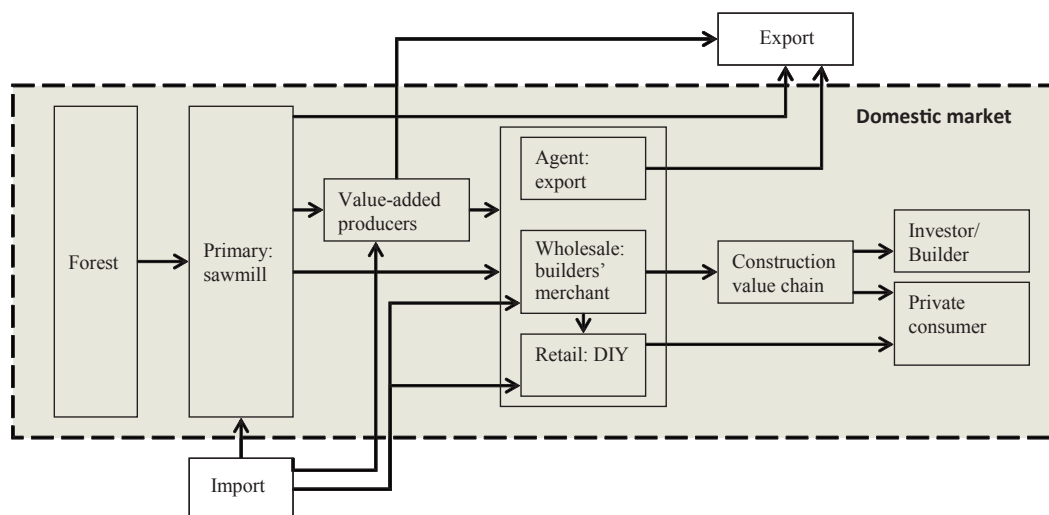 Export
Domestic market
Agent:
export
Value-added
producers
Forest
Primary:
sawmill
Wholesale:
builders’
merchant
Construction
value chain
Investor/
Builder
Private
consumer
Retail: DIY
Import